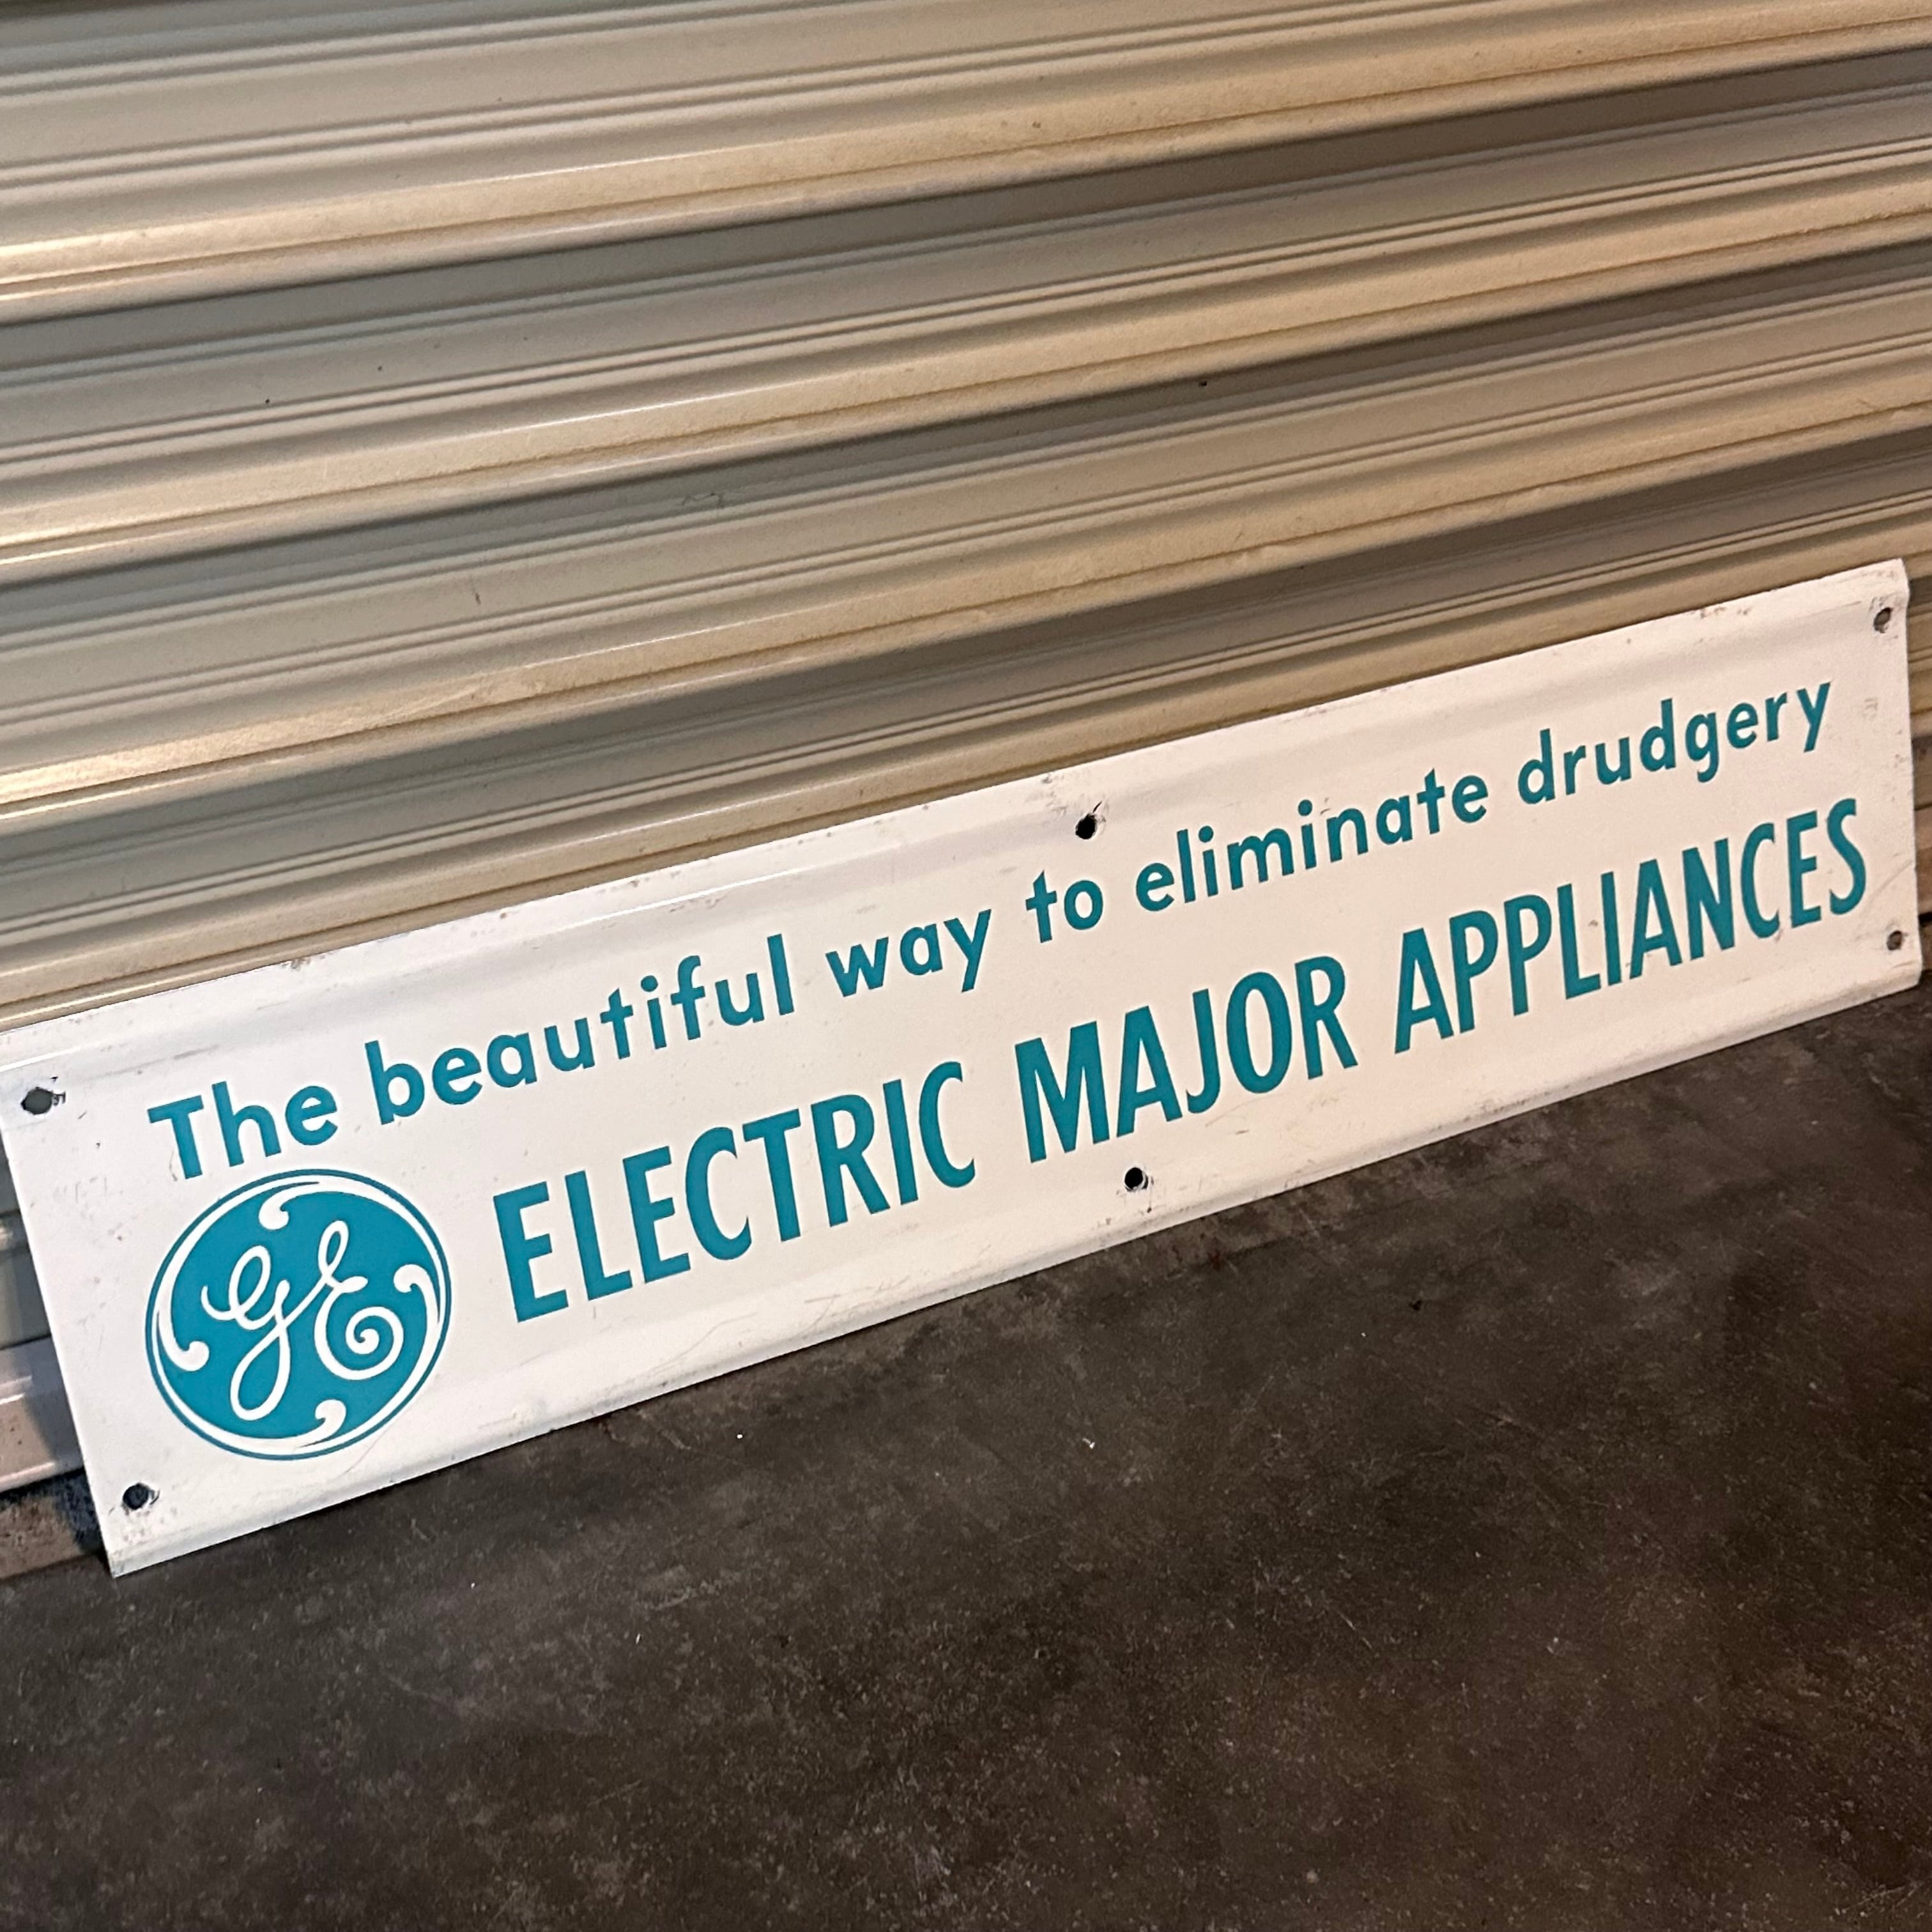 The beautiful way to eliminate drudgery
GE ELECTRIC MAJOR APPLIANCES